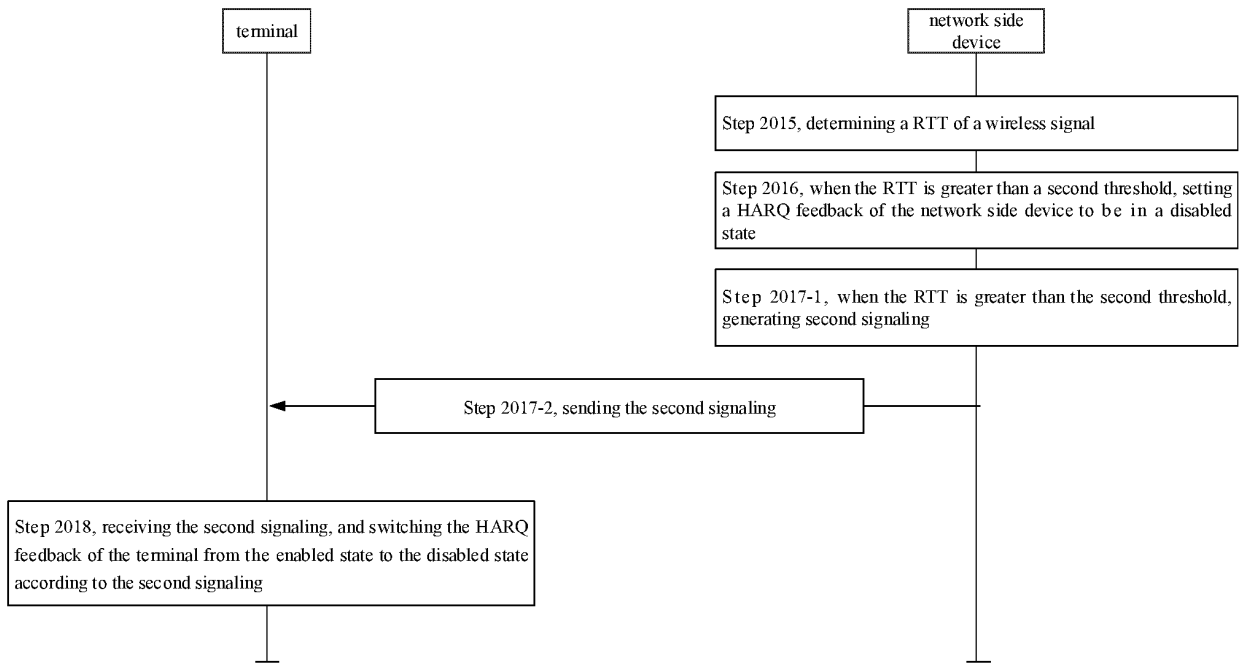 terminal
network side
device
Step 2015, determining a RTT of a wireless signal
Step 2016, when the RTT is greater than a second threshold, setting
a HARQ feedback of the network side device to be in a disabled
state
Step 2017-1, when the RTT is greater than the second threshold,
generating second signaling
Step 2017-2, sending the second signaling
Step 2018, receiving the second signaling, and switching the HARQ
feedback of the terminal from the enabled state to the disabled state
according to the second signaling